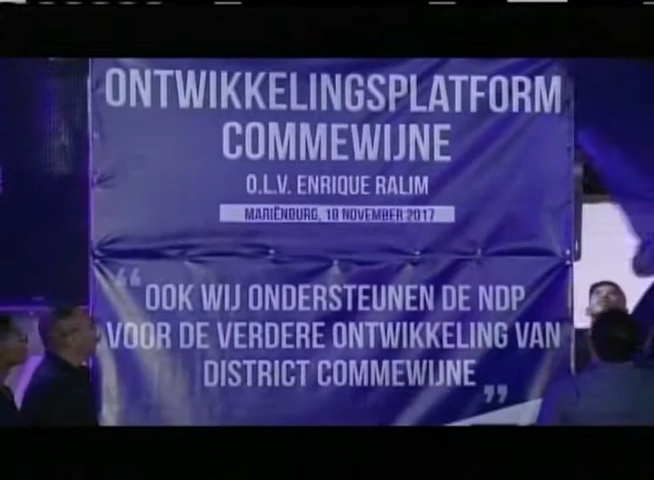 ONTWIKKELINGSPLATFORM
COMMEWIJNE
O.L.V. ENRIQUE RALIM
MARIËNBURG, 18 NOVEMBER 2017
“OOK WIJ ONDERSTEUNEN DE NDP
VOOR DE VERDERE ONTWIKKELING VAN
DISTRICT COMMEWIJNE”